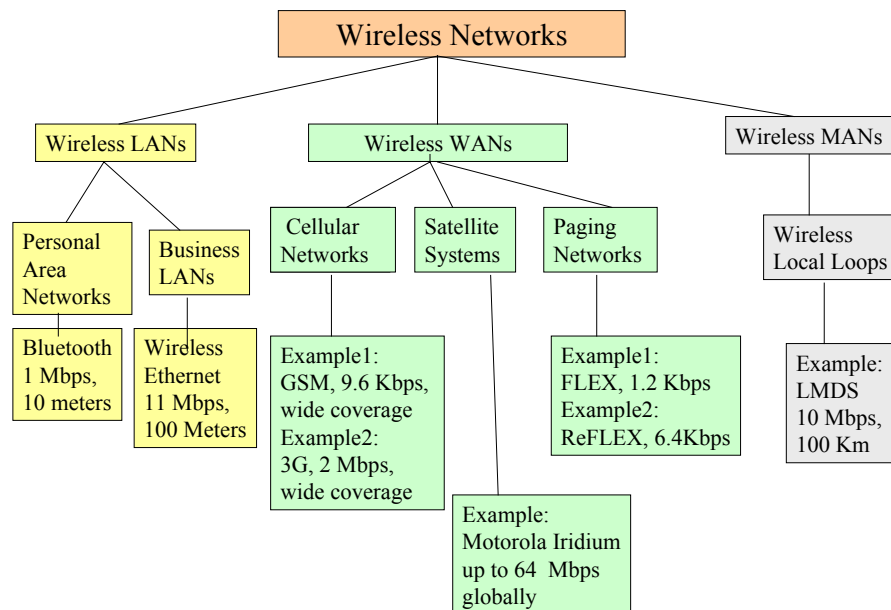 Wireless Networks
Wireless LANs
Wireless WANs
Wireless MANs
Personal
Area
Networks
Business
LANs
Cellular
Networks
Satellite
Systems
Paging
Networks
Wireless
Local Loops
Bluetooth
1 Mbps,
10 meters
Wireless
Ethernet
11 Mbps,
100 Meters
Example1:
GSM, 9.6 Kbps,
wide coverage
Example2:
3G, 2 Mbps,
wide coverage
Example:
Motorola Iridium
up to 64 Mbps
globally
Example1:
FLEX, 1.2 Kbps
Example2:
ReFLEX, 6.4Kbps
Example:
LMDS
10 Mbps,
100 Km